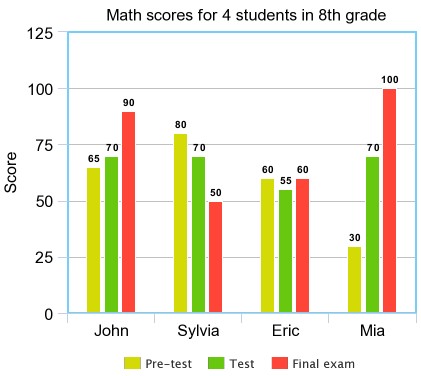 Math scores for 4 students in 8th grade
125
100
75
50
25
0
Score
65 70 90
80 70 50
60 55 60
30 70 100
John Sylvia Eric Mia
Pre-test Test Final exam